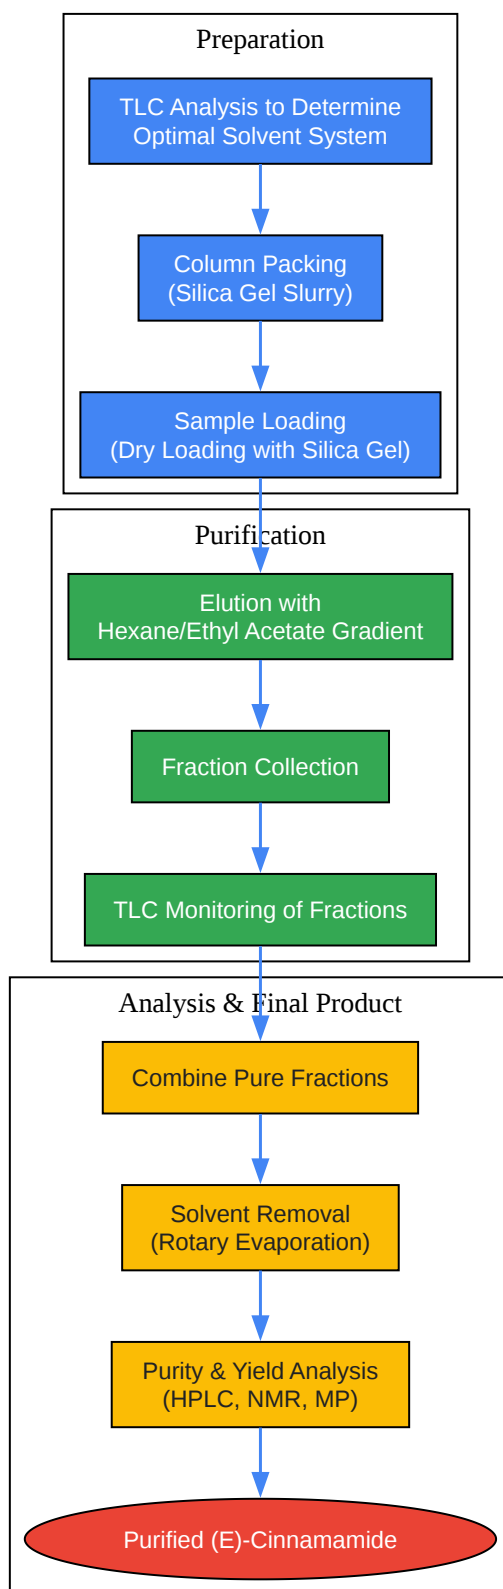 Preparation
TLC Analysis to Determine
Optimal Solvent System
Column Packing
(Silica Gel Slurry)
Sample Loading
(Dry Loading with Silica Gel)
Purification
Elution with
Hexane/Ethyl Acetate Gradient
Fraction Collection
TLC Monitoring of Fractions
Analysis & Final Product
Combine Pure Fractions
Solvent Removal
(Rotary Evaporation)
Purity & Yield Analysis
(HPLC, NMR, MP)
Purified (E)-Cinnamamide